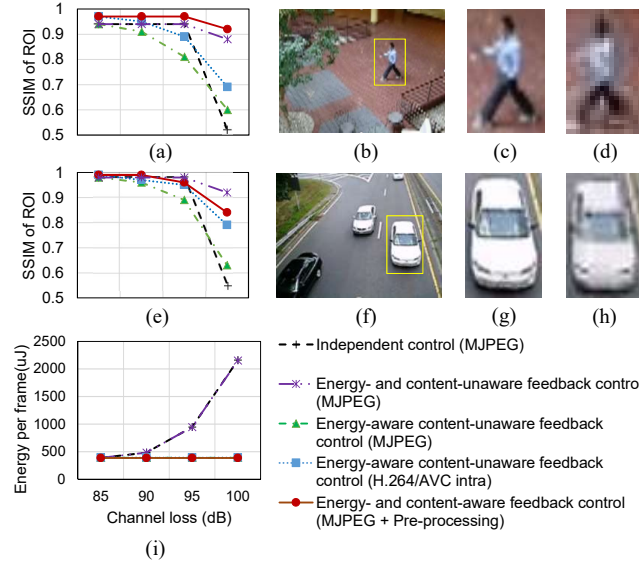 SSIM of ROI
1
0.9
0.8
0.7
0.6
0.5
(a)
(b)
(c)
(d)
SSIM of ROI
1
0.9
0.8
0.7
0.6
0.5
(e)
(f)
(g)
(h)
Energy per frame(uJ)
2500
2000
1500
1000
500
0
85
90
95
100
Channel loss (dB)
(i)
Independent control (MJPEG)
Energy- and content-unaware feedback contro
(MJPEG)
Energy-aware content-unaware feedback
control (MJPEG)
Energy-aware content-unaware feedback
control (H.264/AVC intra)
Energy- and content-aware feedback control
(MJPEG + Pre-processing)